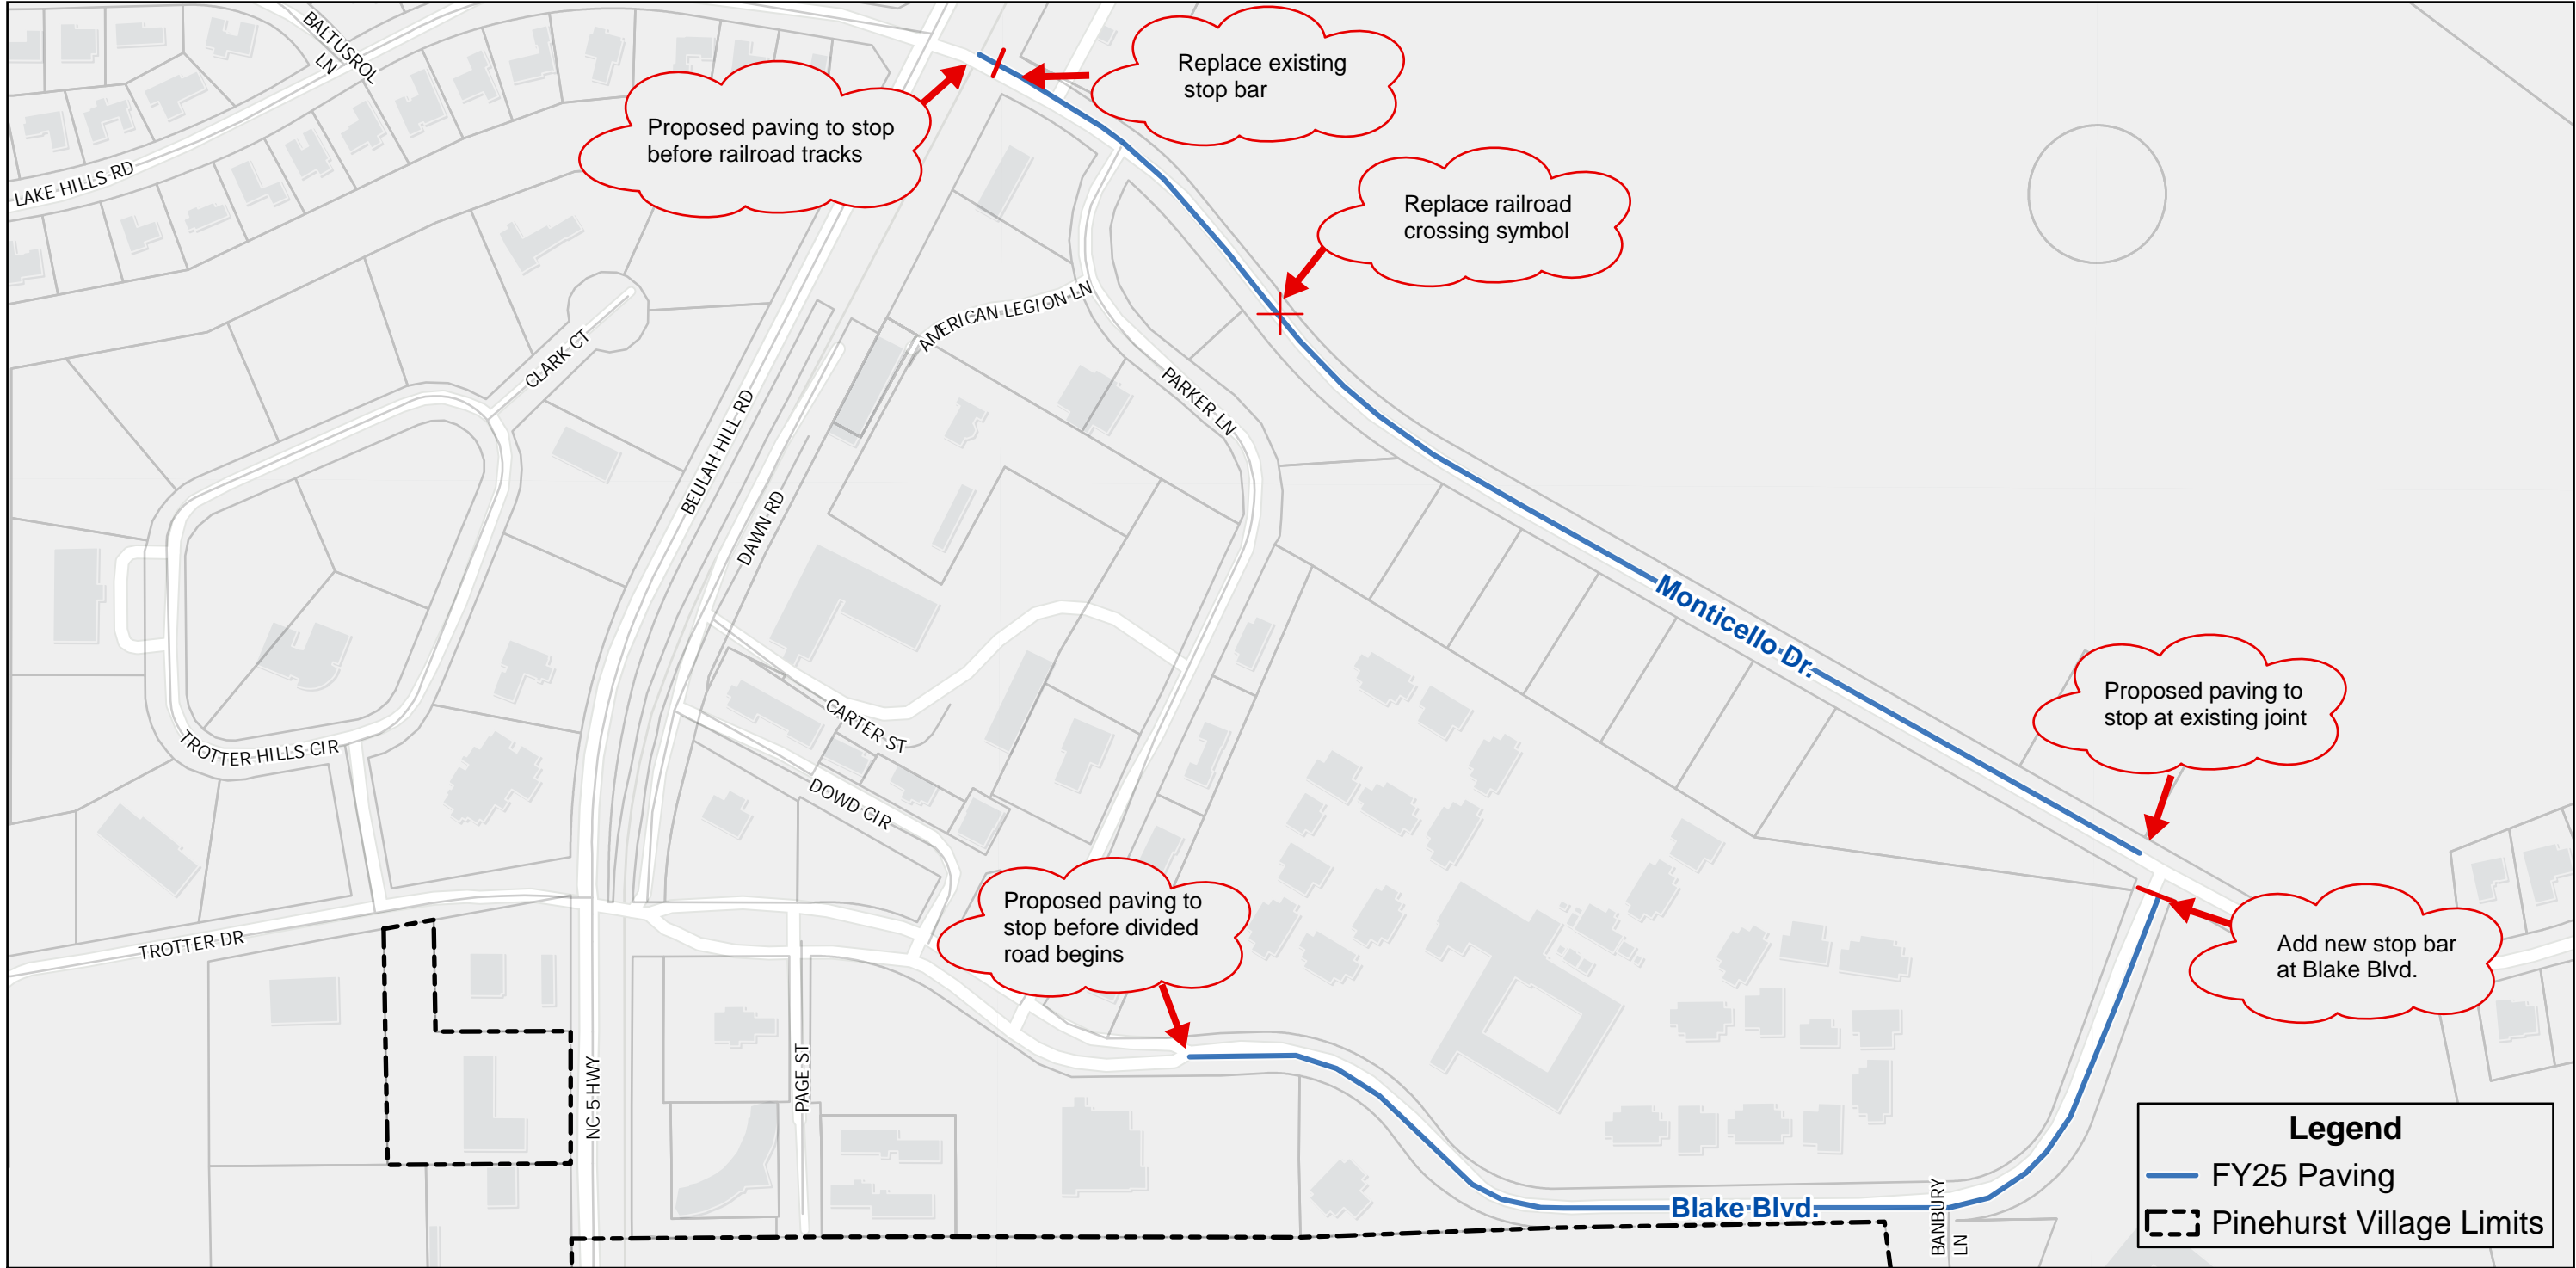 BALTUSROL
LN
Replace existing
stop bar
Proposed paving to stop
before railroad tracks
LAKE HILLS RD
Replace railroad
crossing symbol
AMERICAN LEGION LN
CLARK CT
PARKER LN
BEULAH HILL RD
DAWN RD
Monticello Dr.
Proposed paving to
stop at existing joint
CARTER ST
TROTTER HILLS CIR
DOWD CIR
Proposed paving to
stop before divided
road begins
TROTTER DR
Add new stop bar
at Blake Blvd.
NC 5 HWY
PAGE ST
Blake Blvd.
BANBURY
LN
Legend
FY25 Paving
Pinehurst Village Limits